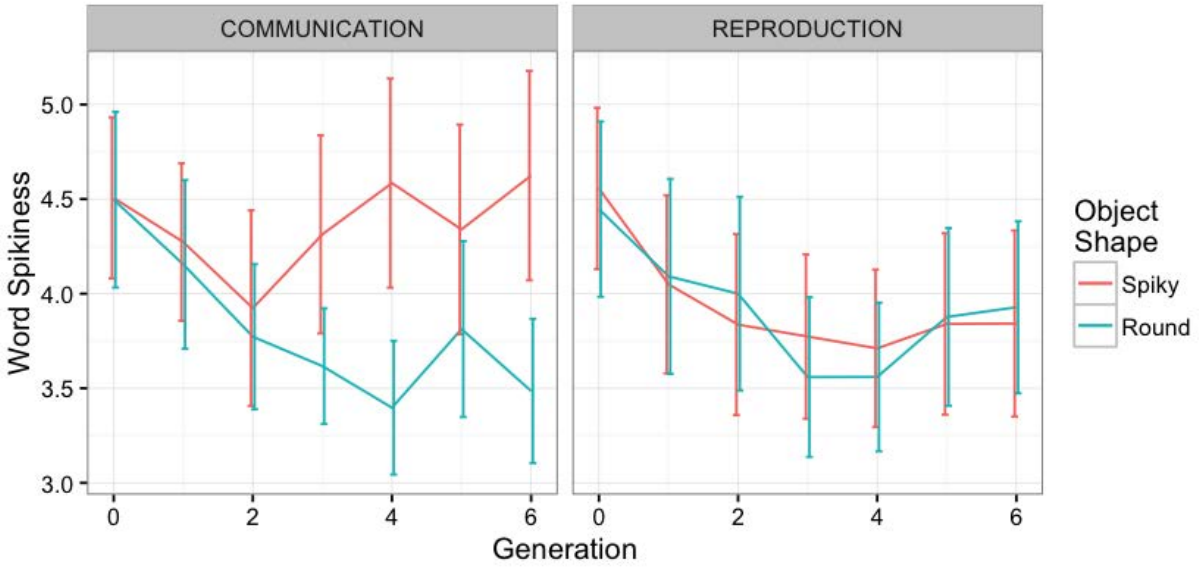 COMMUNICATION
REPRODUCTION
Word Spikiness
5.0
4.5
4.0
3.5
3.0
0 2 4 6
0 2 4 6
Generation
Object
Shape
Spiky
Round